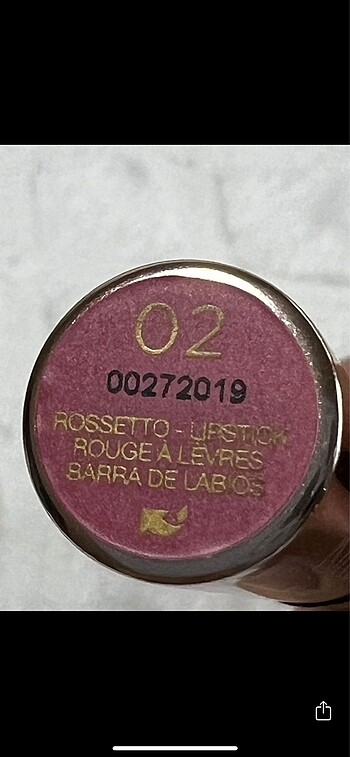 02
00272019
ROSSETTO - LIPSTICK
ROUGE À LÈVRES
BARRA DE LABIOS